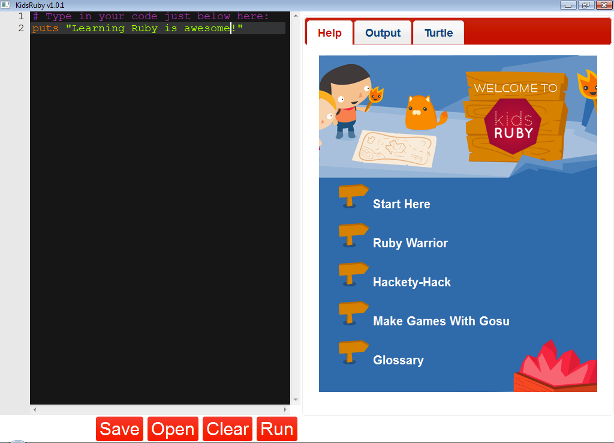 KidsRuby v1.0.1
1 # Type in your code just below here:
2 puts "Learning Ruby is awesome!"
Help Output Turtle
WELCOME TO
kids
RUBY
Start Here
Ruby Warrior
Hackety-Hack
Make Games With Gosu
Glossary
Save Open Clear Run